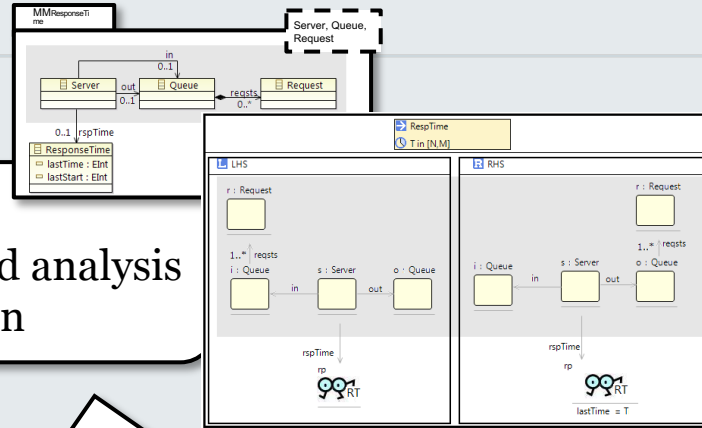 MMResponseTi
me
Server, Queue,
Request
in
0..1
Server
out
0..1
Queue
reqsts
0..*
Request
0..1 rspTime
ResponseTime
lastTime : EInt
lastStart : EInt
d analysis
n
RespTime
T in [N,M]
LHS
r : Request
1..* reqsts
i : Queue
s : Server
o : Queue
in
out
rspTime
rp
RT
RHS
r : Request
1..* reqsts
i : Queue
s : Server
o : Queue
in
out
rspTime
rp
RT
lastTime = T